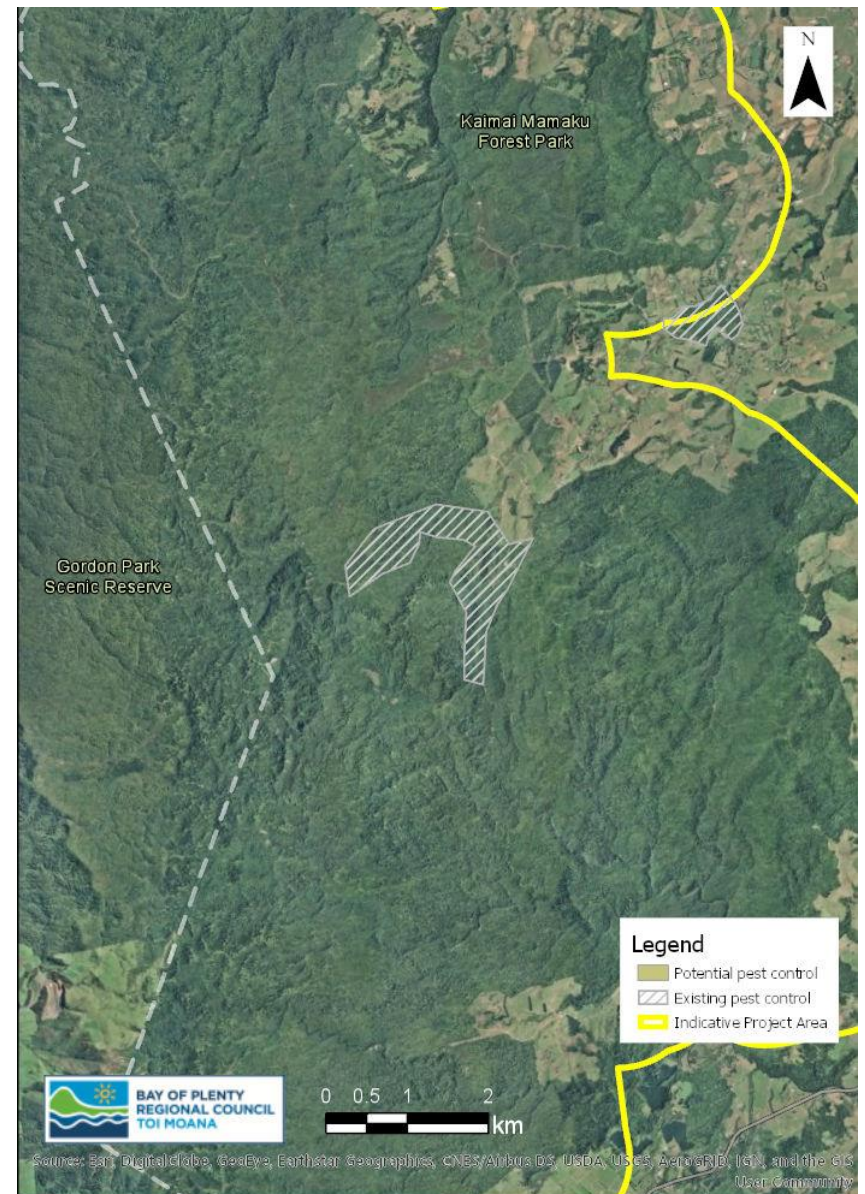 N
Kaimai Mamaku
Forest Park
Gordon Park
Scenic Reserve
Legend
Potential pest control
Existing pest control
Indicative Project Area
BAY OF PLENTY
REGIONAL COUNCIL
TOI MOANA
0 0.5 1 2
km
Source: Esri, DigitalGlobe, GeoEye, Earthstar Geographics, CNES/Airbus DS, USDA, USGS, AeroGRID, IGN, and the GIS
User Community